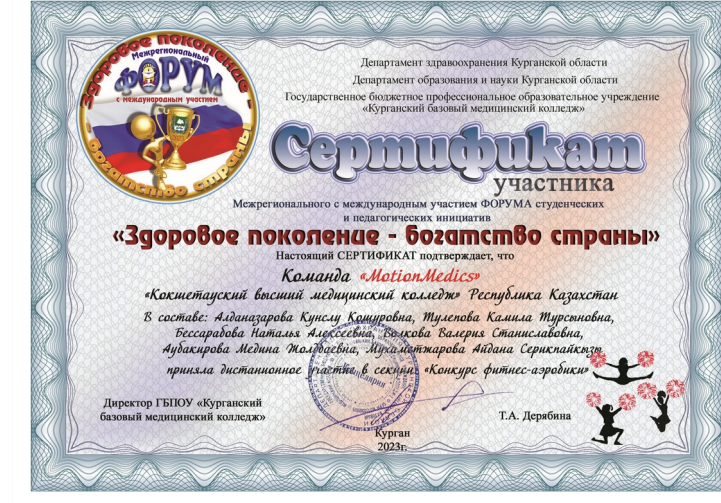 Здоровое поколение -
Межрегиональный
ФОРУМ
с международным участием
- богатство страны
Департамент здравоохранения Курганской области
Департамент образования и науки Курганской области
Государственное бюджетное профессиональное образовательное учреждение
«Курганский базовый медицинский колледж»
Сертификат
участника
Межрегионального с международным участием ФОРУМА студенческих
и педагогических инициатив
«Здоровое поколение - богатство страны»
Настоящий СЕРТИФИКАТ подтверждает, что
Команда «MotionMedics»
«Кокшетауский высший медицинский колледж» Республика Казахстан
В составе: Алданазарова Кунслу Кошуровна, Тулепова Камила Турсыновна,
Бессарабова Наталья Алексеевна, Волкова Валерия Станиславовна,
Аубакирова Медина Жолдаевна, Мухаметжарова Айдана Серикпайкызы
приняла дистанционное участие в секции: «Конкурс фитнес-аэробики»
Канцелярия
Директор ГБПОУ «Курганский
базовый медицинский колледж»
Т.А. Дерябина
Курган
2023г.